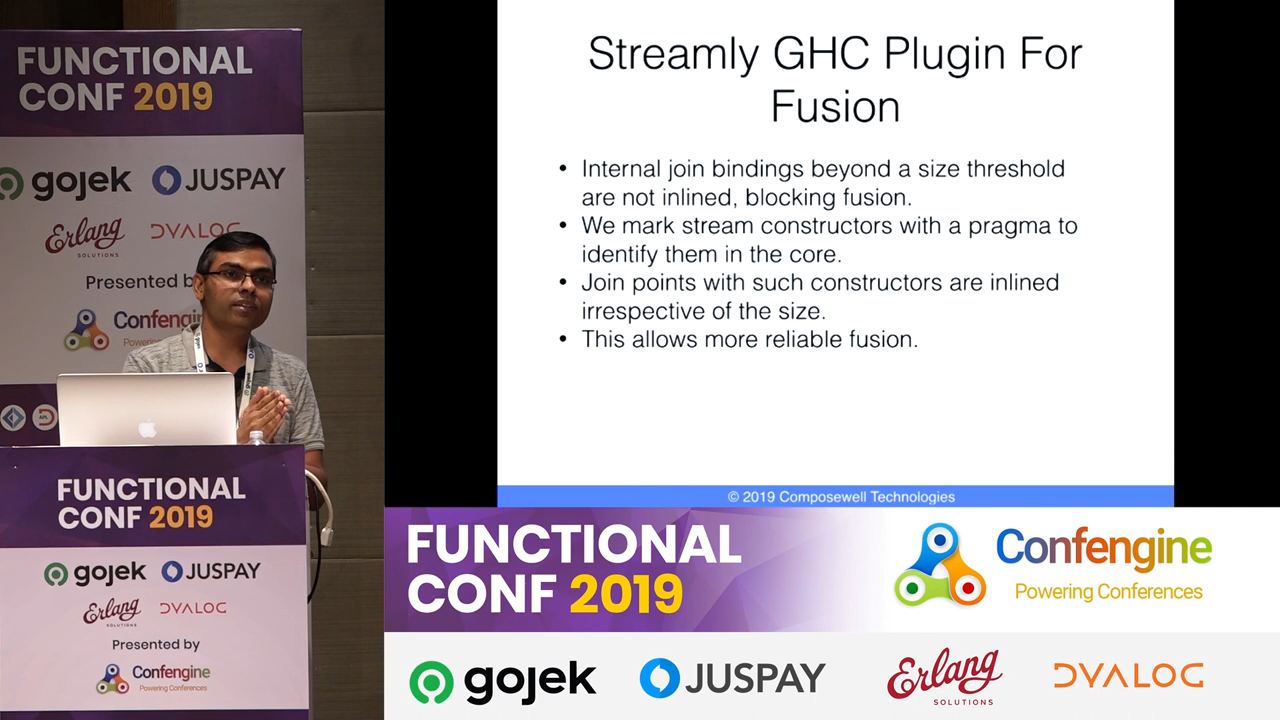 FUNCTIONAL
CONF 2019
gojek
JUSPAY
Erlang
SOLUTIONS
DYALOG
Presented by
Confengine
Streamly GHC Plugin For
Fusion
• Internal join bindings beyond a size threshold
are not inlined, blocking fusion.
• We mark stream constructors with a pragma to
identify them in the core.
• Join points with such constructors are inlined
irrespective of the size.
• This allows more reliable fusion.
© 2019 Composewell Technologies
FUNCTIONAL
CONF 2019
gojek
JUSPAY
Erlang
SOLUTIONS
DYALOG
Presented by
Confengine
Powering Conferences
FUNCTIONAL
CONF 2019
Confengine
Powering Conferences
gojek
JUSPAY
Erlang
SOLUTIONS
DYALOG